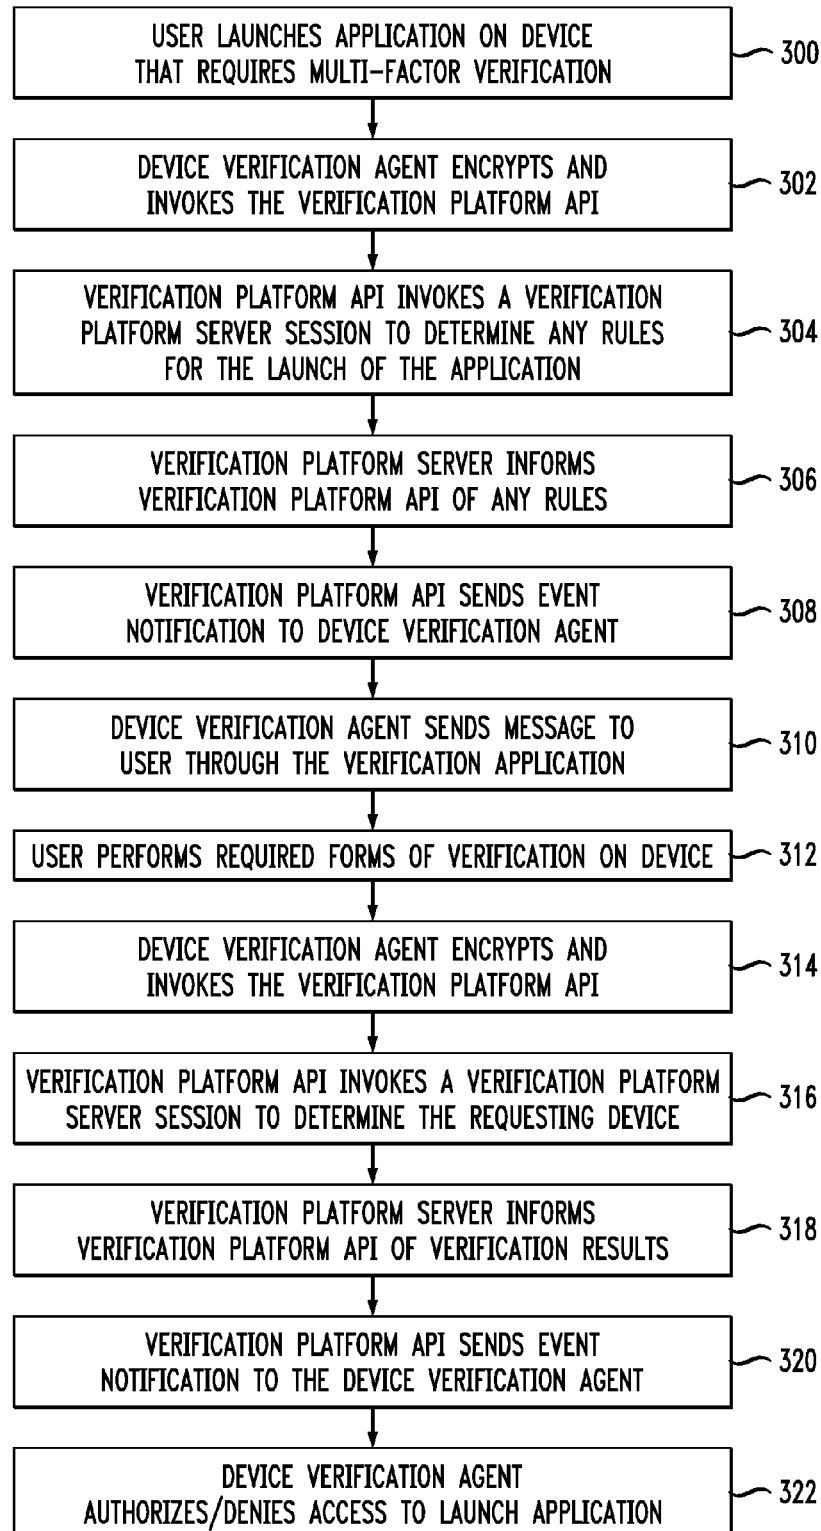 USER LAUNCHES APPLICATION ON DEVICE
THAT REQUIRES MULTI-FACTOR VERIFICATION
300
DEVICE VERIFICATION AGENT ENCRYPTS AND
INVOKES THE VERIFICATION PLATFORM API
302
VERIFICATION PLATFORM API INVOKES A VERIFICATION
PLATFORM SERVER SESSION TO DETERMINE ANY RULES
FOR THE LAUNCH OF THE APPLICATION
304
VERIFICATION PLATFORM SERVER INFORMS
VERIFICATION PLATFORM API OF ANY RULES
306
VERIFICATION PLATFORM API SENDS EVENT
NOTIFICATION TO DEVICE VERIFICATION AGENT
308
DEVICE VERIFICATION AGENT SENDS MESSAGE TO
USER THROUGH THE VERIFICATION APPLICATION
310
USER PERFORMS REQUIRED FORMS OF VERIFICATION ON DEVICE
312
DEVICE VERIFICATION AGENT ENCRYPTS AND
INVOKES THE VERIFICATION PLATFORM API
314
VERIFICATION PLATFORM API INVOKES A VERIFICATION PLATFORM
SERVER SESSION TO DETERMINE THE REQUESTING DEVICE
316
VERIFICATION PLATFORM SERVER INFORMS
VERIFICATION PLATFORM API OF VERIFICATION RESULTS
318
VERIFICATION PLATFORM API SENDS EVENT
NOTIFICATION TO THE DEVICE VERIFICATION AGENT
320
DEVICE VERIFICATION AGENT
AUTHORIZES/DENIES ACCESS TO LAUNCH APPLICATION
322